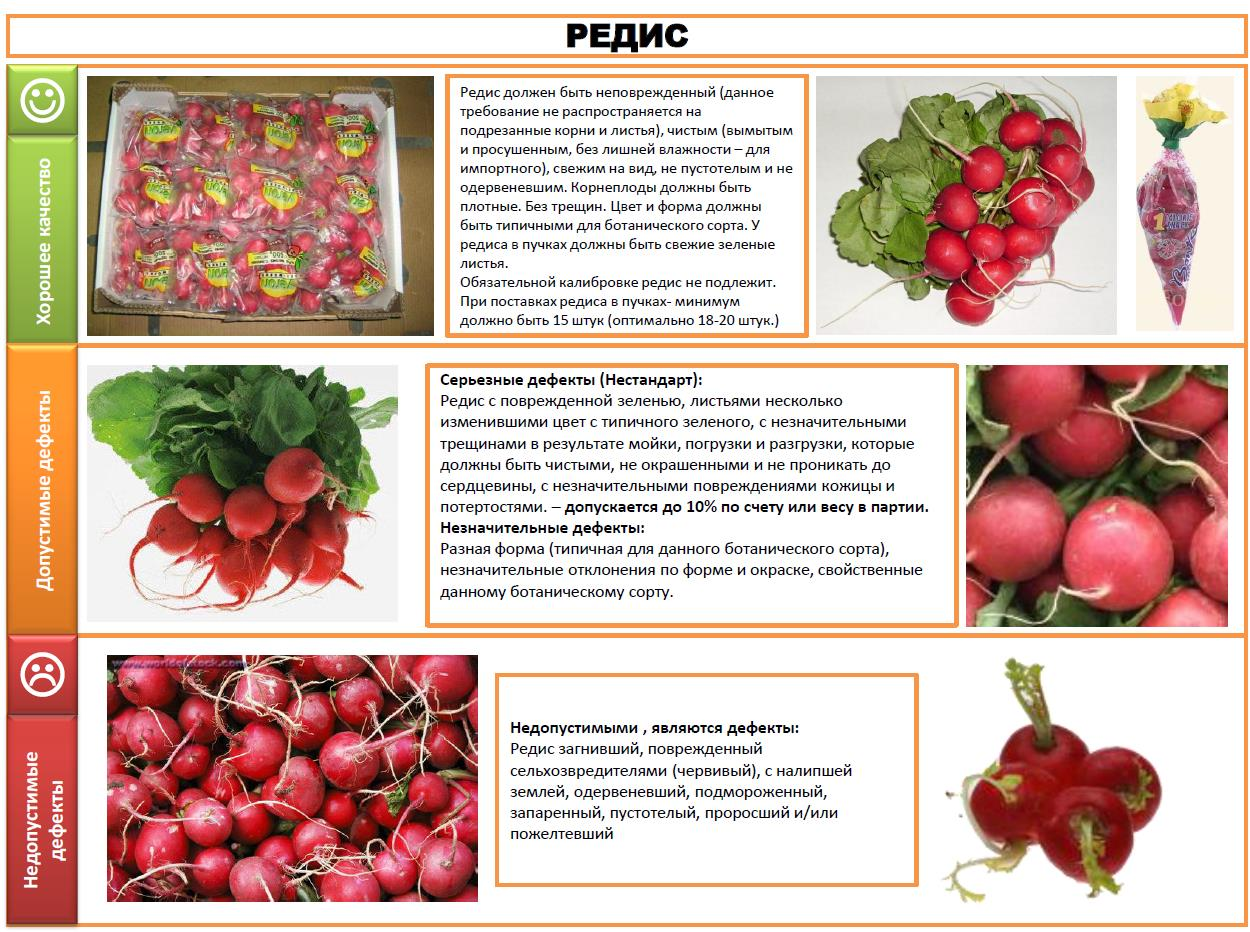 РЕДИС
Хорошее качество
Редис должен быть неповрежденный (данное
требование не распространяется на
подрезанные корни и листья), чистым (вымытым
и просушенным, без лишней влажности – для
импортного), свежим на вид, не пустотелым и не
одервеневшим. Корнеплоды должны быть
плотные. Без трещин. Цвет и форма должны
быть типичными для ботанического сорта. У
редиса в пучках должны быть свежие зеленые
листья.
Обязательной калибровке редис не подлежит.
При поставках редиса в пучках- минимум
должно быть 15 штук (оптимально 18-20 штук.)
Допустимые дефекты
Серьезные дефекты (Нестандарт):
Редис с поврежденной зеленью, листьями несколько
изменившими цвет с типичного зеленого, с незначительными
трещинами в результате мойки, погрузки и разгрузки, которые
должны быть чистыми, не окрашенными и не проникать до
сердцевины, с незначительными повреждениями кожицы и
потертостями. – допускается до 10% по счету или весу в партии.
Незначительные дефекты:
Разная форма (типичная для данного ботанического сорта),
незначительные отклонения по форме и окраске, свойственные
данному ботаническому сорту.
Недопустимые
дефекты
Недопустимыми , являются дефекты:
Редис загнивший, поврежденный
сельхозвредителями (червивый), с налипшей
землей, одервеневший, подмороженный,
запаренный, пустотелый, проросший и/или
пожелтевший